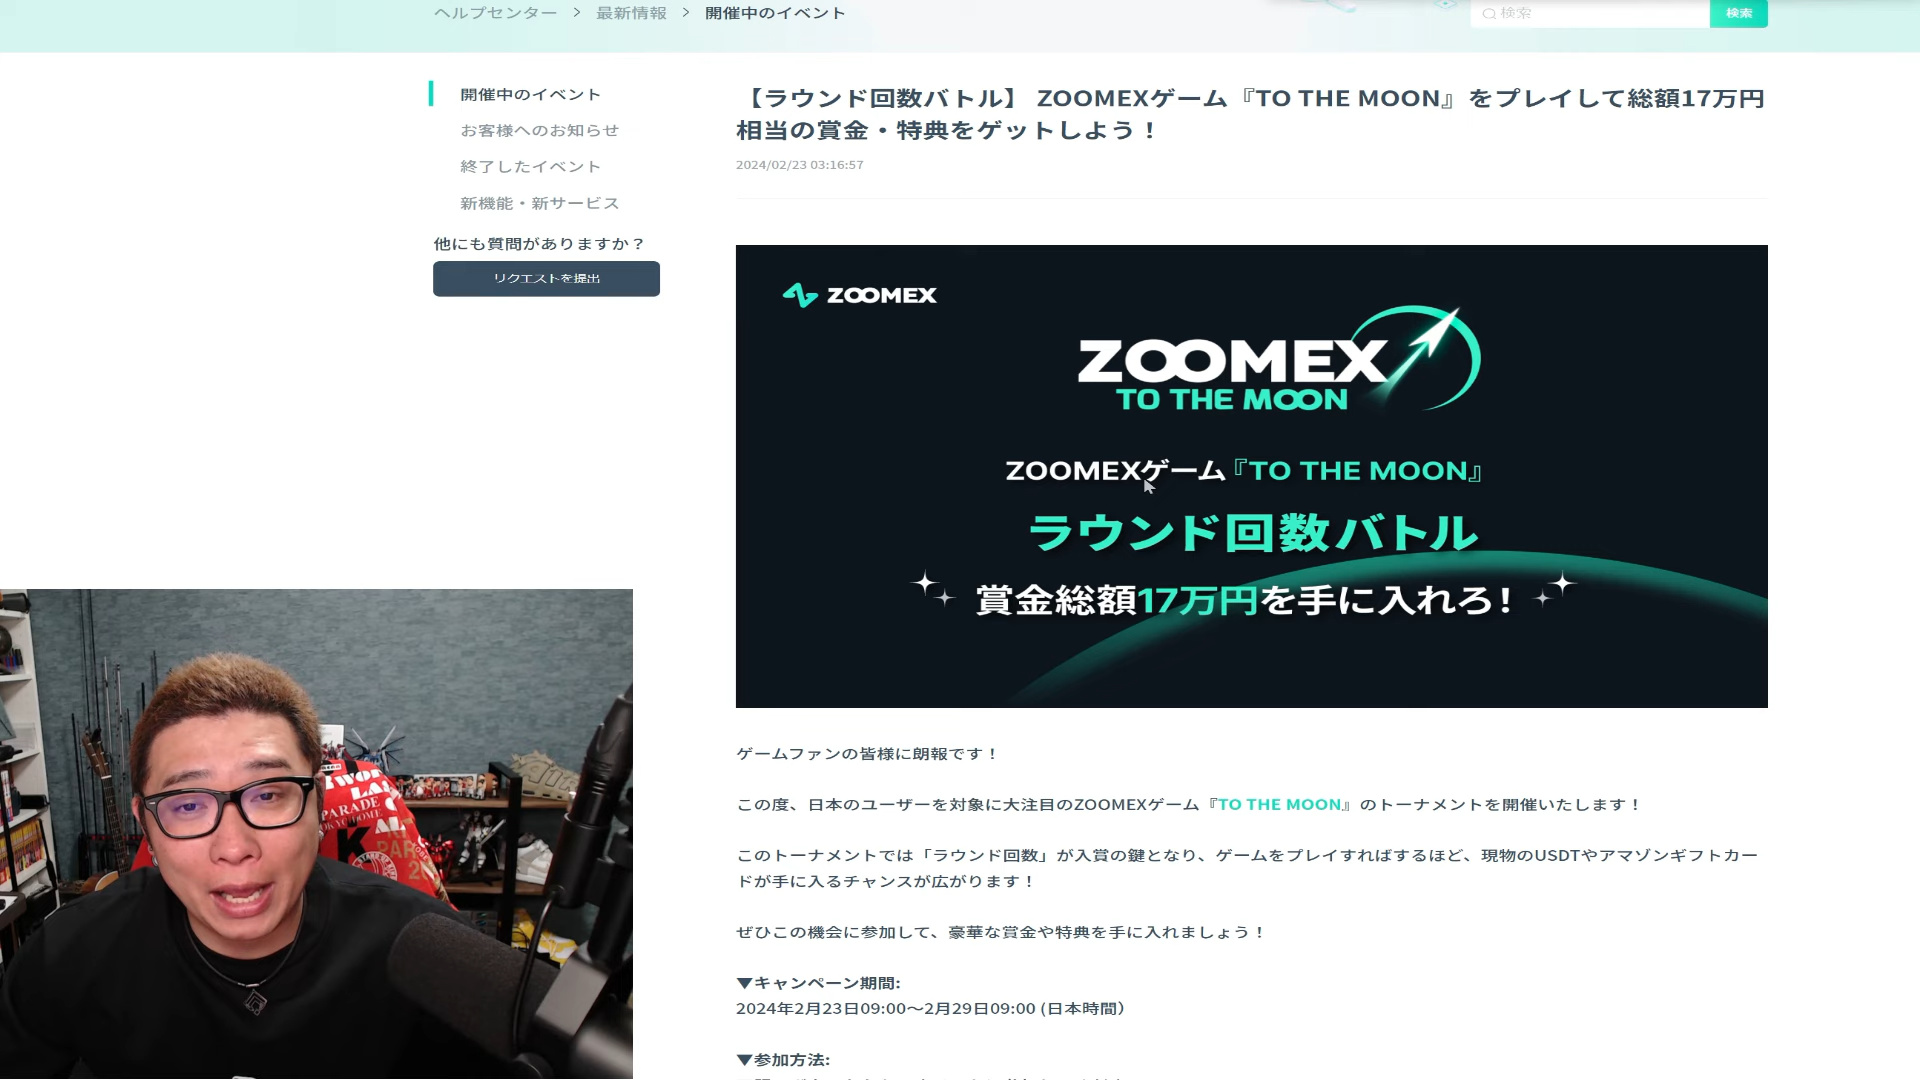 ヘルプセンター > 最新情報 > 開催中のイベント
検索
検索
開催中のイベント
お客様へのお知らせ
終了したイベント
新機能・新サービス
他にも質問がありますか？
リクエストを提出
【ラウンド回数バトル】 ZOOMEXゲーム『TO THE MOON』をプレイして総額17万円
相当の賞金・特典をゲットしよう！
2024/02/23 03:16:57
ZOOMEX
ZOOMEX
TO THE MOON
ZOOMEXゲーム『TO THE MOON』
ラウンド回数バトル
賞金総額17万円を手に入れろ！
ゲームファンの皆様に朗報です！
この度、日本のユーザーを対象に大注目のZOOMEXゲーム『TO THE MOON』のトーナメントを開催いたします！
このトーナメントでは「ラウンド回数」が入賞の鍵となり、ゲームをプレイすればするほど、現物のUSDTやアマゾンギフトカー
ドが手に入るチャンスが広がります！
ぜひこの機会に参加して、豪華な賞金や特典を手に入れましょう！
▼キャンペーン期間:
2024年2月23日09:00〜2月29日09:00 (日本時間）
▼参加方法:
PARADE